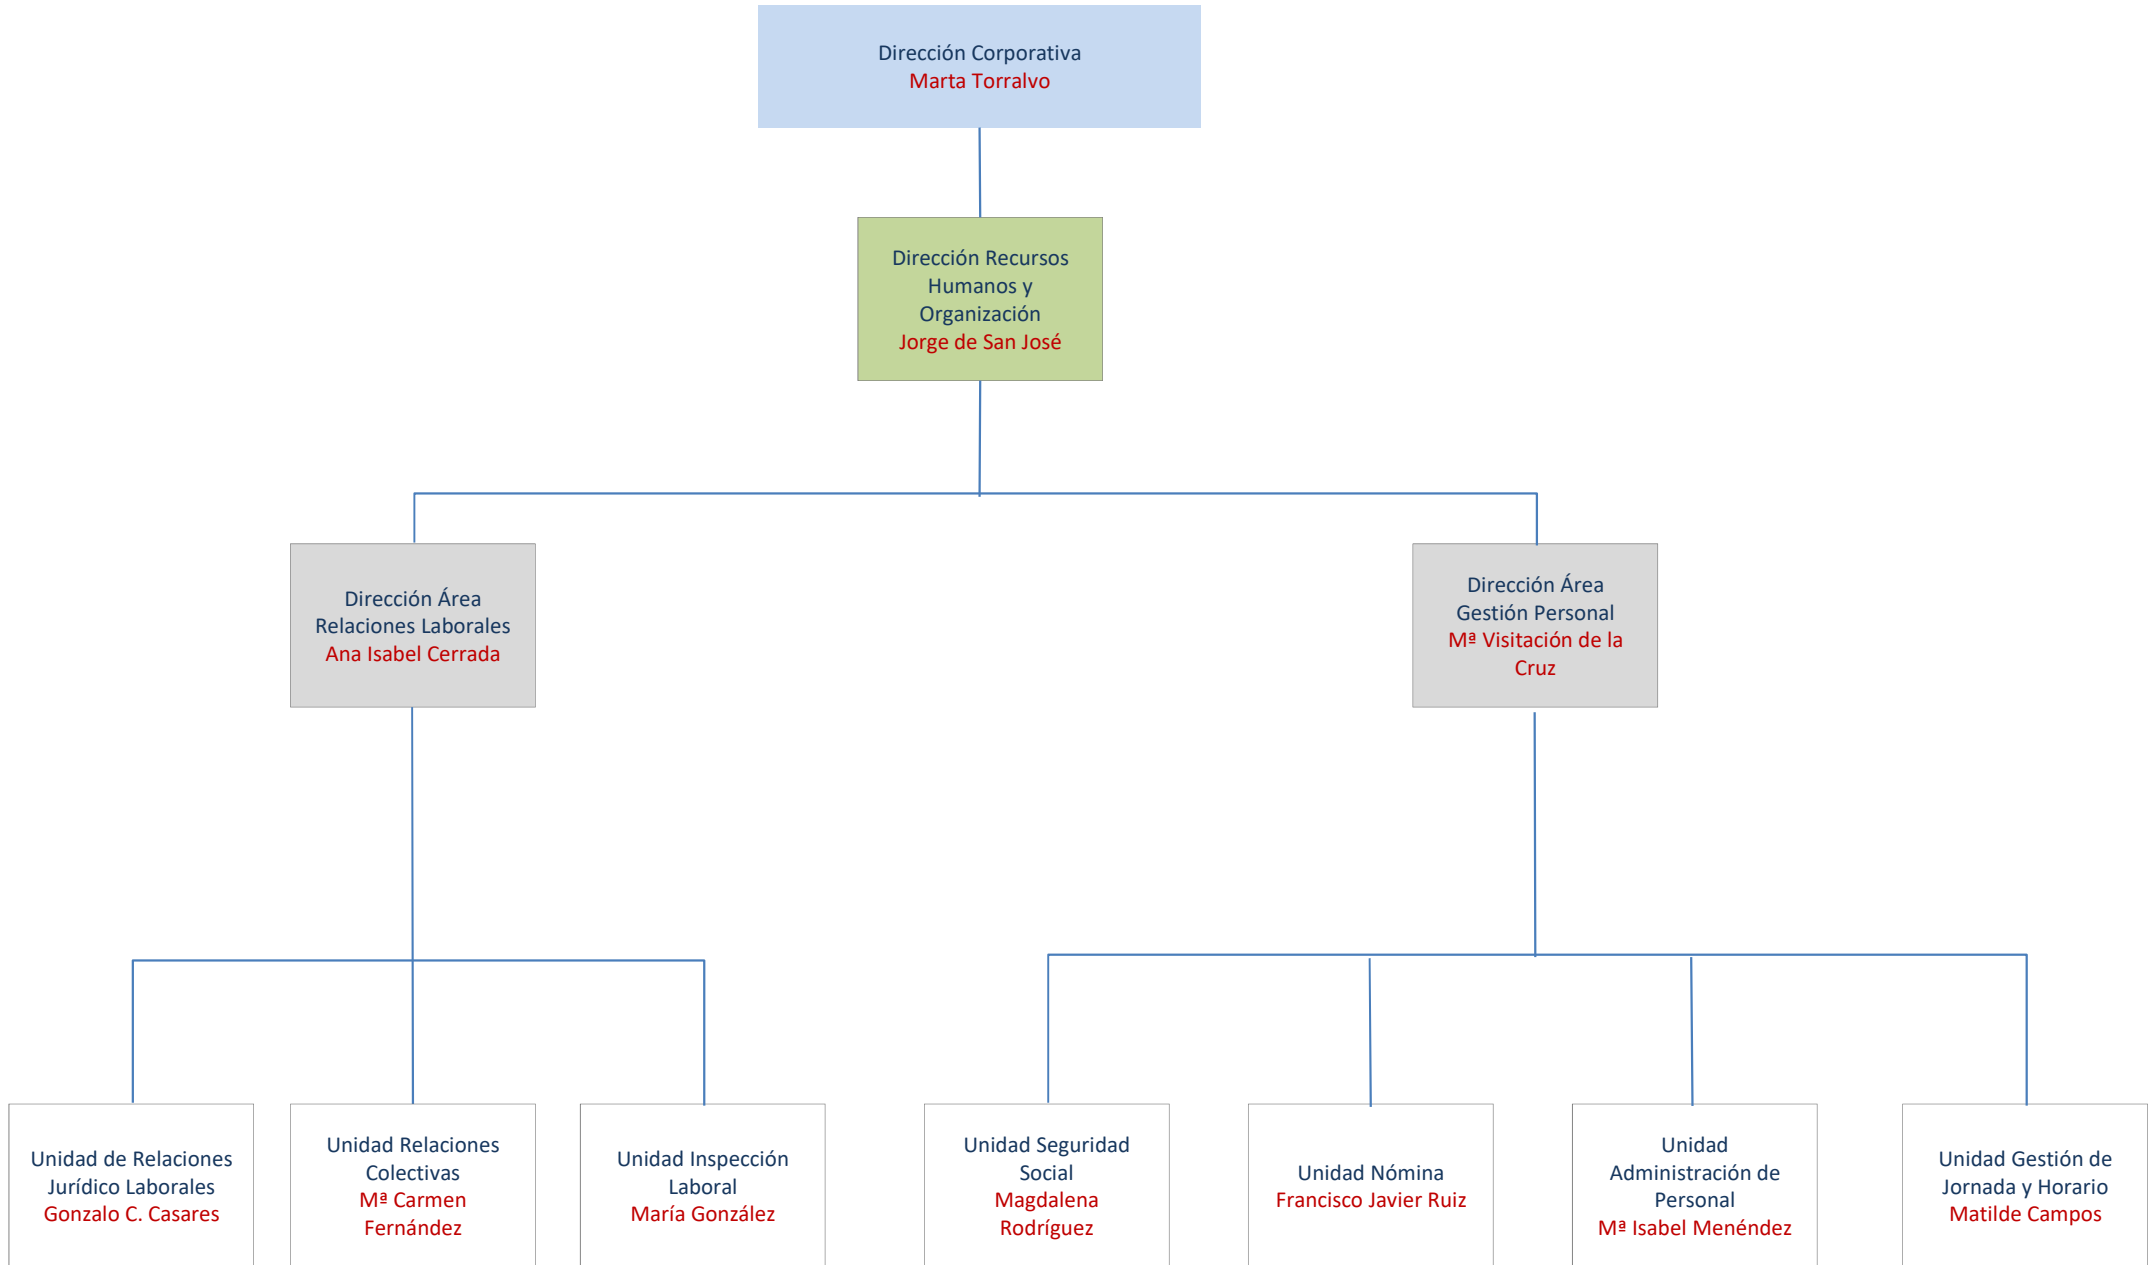 Dirección Corporativa
Marta Torralvo
Dirección Recursos
Humanos y
Organización
Jorge de San José
Dirección Área
Relaciones Laborales
Ana Isabel Cerrada
Dirección Área
Gestión Personal
Mª Visitación de la
Cruz
Unidad de Relaciones
Jurídico Laborales
Gonzalo C. Casares
Unidad Relaciones
Colectivas
Mª Carmen
Fernández
Unidad Inspección
Laboral
María González
Unidad Seguridad
Social
Magdalena
Rodríguez
Unidad Nómina
Francisco Javier Ruiz
Unidad
Administración de
Personal
Mª Isabel Menéndez
Unidad Gestión de
Jornada y Horario
Matilde Campos